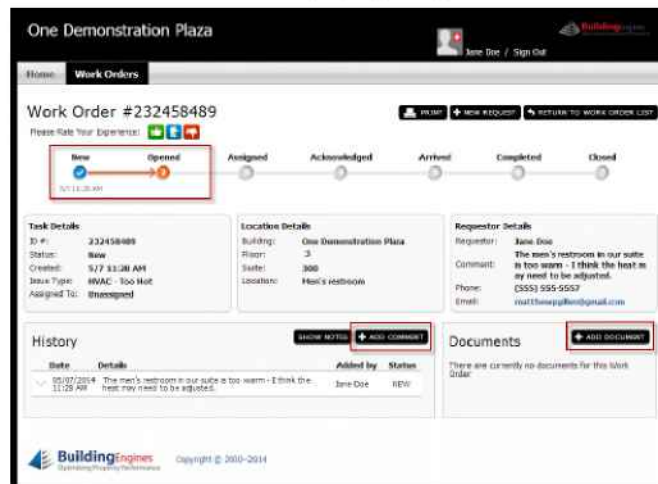 One Demonstration Plaza
BuildingEngines
Jane Doe / Sign Out
Home Work Orders
Work Order #232458489
PRINT + NEW REQUEST RETURN TO WORK ORDER LIST
Please Rate Your Experience:
New Opened Assigned Acknowledged Arrived Completed Closed
5/7 11:28 AM
Task Details
ID #: 232458489
Status: New
Created: 5/7 11:28 AM
Issue Type: HVAC - Too Hot
Assigned To: Unassigned
Location Details
Building: One Demonstration Plaza
Floor: 3
Suite: 300
Location: Men's restroom
Requestor Details
Requestor: Jane Doe
Comment: The men's restroom in our suite
is too warm - I think the heat m
ay need to be adjusted.
Phone: (555) 555-5557
Email:
History
SHOW NOTES + ADD COMMENT
Date Details Added by Status
05/07/2014 The men's restroom in our suite is too warm - I think the Jane Doe NEW
11:28 AM heat may need to be adjusted.
Documents
+ ADD DOCUMENT
There are currently no documents for this Work
Order
BuildingEngines Copyright © 2000-2014
Optimizing Property Performance